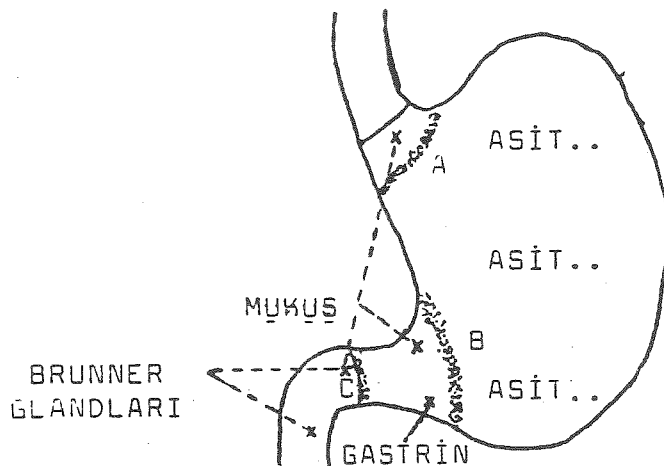 ASİT..
A
ASİT..
MUKUS
B
C
BRUNNER
GLANDLARI
ASİT..
GASTRİN